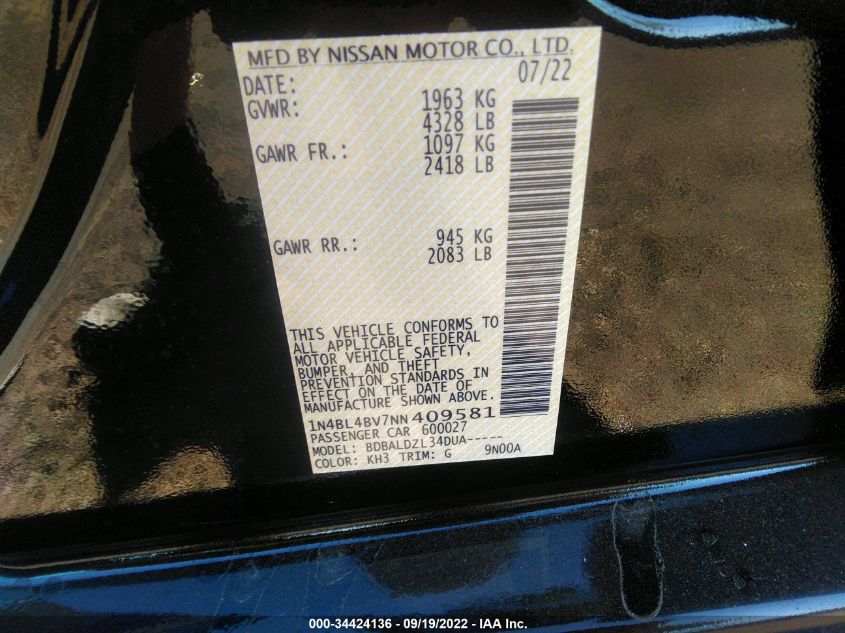 MFD BY NISSAN MOTOR CO., LTD.
DATE: 07/22
GVWR: 1963 KG
4328 LB
GAWR FR.: 1097 KG
2418 LB
GAWR RR.: 945 KG
2083 LB
THIS VEHICLE CONFORMS TO
ALL APPLICABLE FEDERAL
MOTOR VEHICLE SAFETY,
BUMPER, AND THEFT
PREVENTION STANDARDS IN
EFFECT ON THE DATE OF
MANUFACTURE SHOWN ABOVE.
1N4BL4BV7NN409581
PASSENGER CAR 600027
MODEL: BDBALDZL34DUA-----
COLOR: KH3 TRIM: G 9N00A
000-34424136 - 09/19/2022 - IAA Inc.